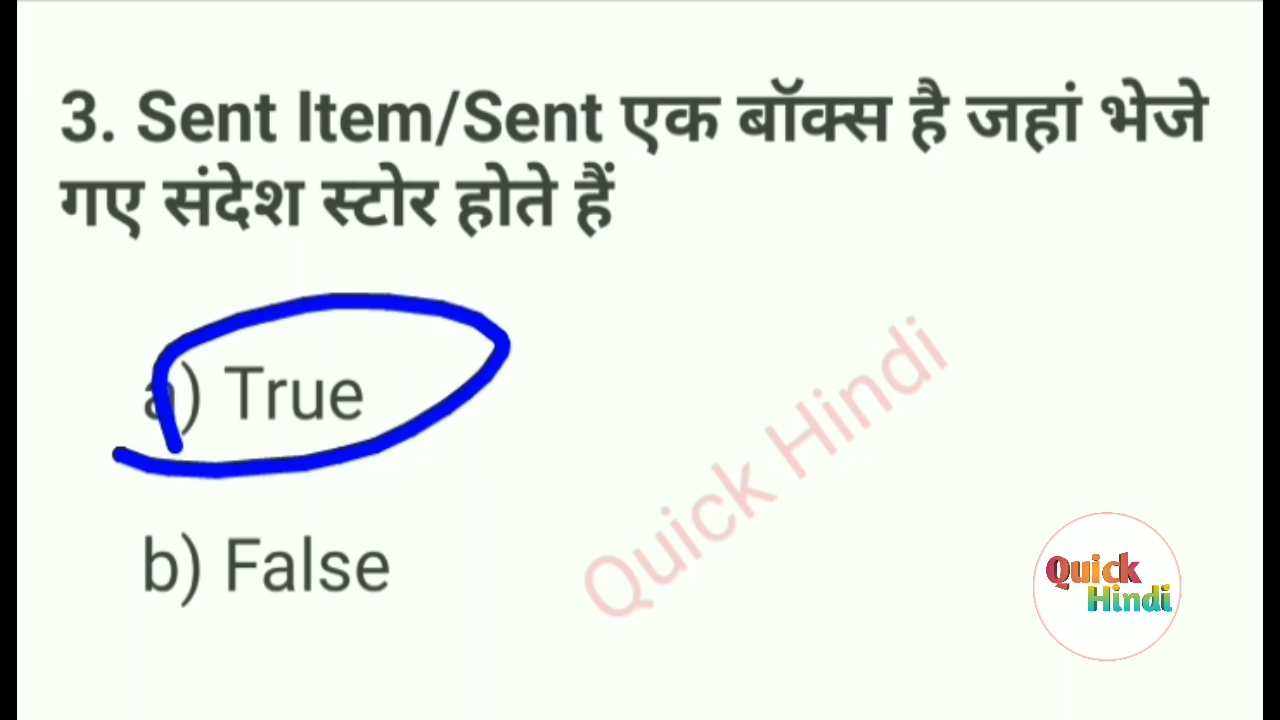 3. Sent Item/Sent एक बॉक्स है जहां भेजे
गए संदेश स्टोर होते हैं
a) True
b) False
Quick Hindi
Quick
Hindi